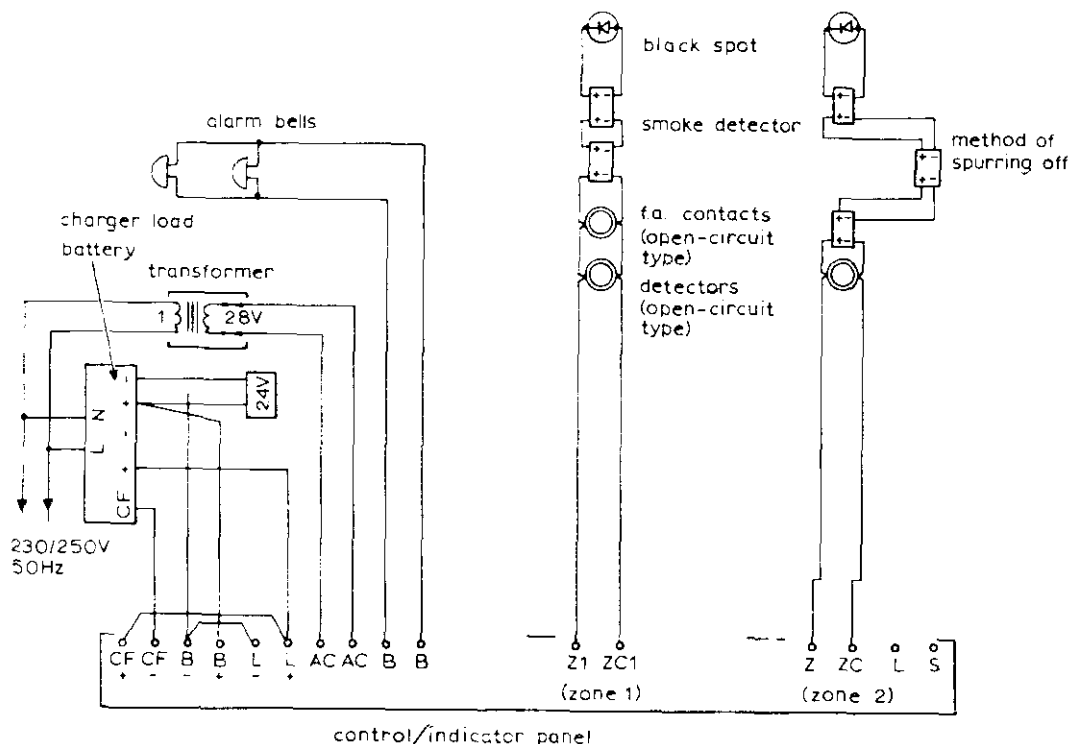 black spot
alarm bells
smoke detector
method of
spurring off
charger load
battery
f.a. contacts
(open-circuit
type)
transformer
detectors
(open-circuit
type)
1 28V
+ -
24V
L N
- + - +
CF
230/250V
50Hz
CF CF B B L L AC AC B B
+ - - + - +
Z1 ZC1
(zone 1)
Z ZC L S
(zone 2)
control/indicator panel